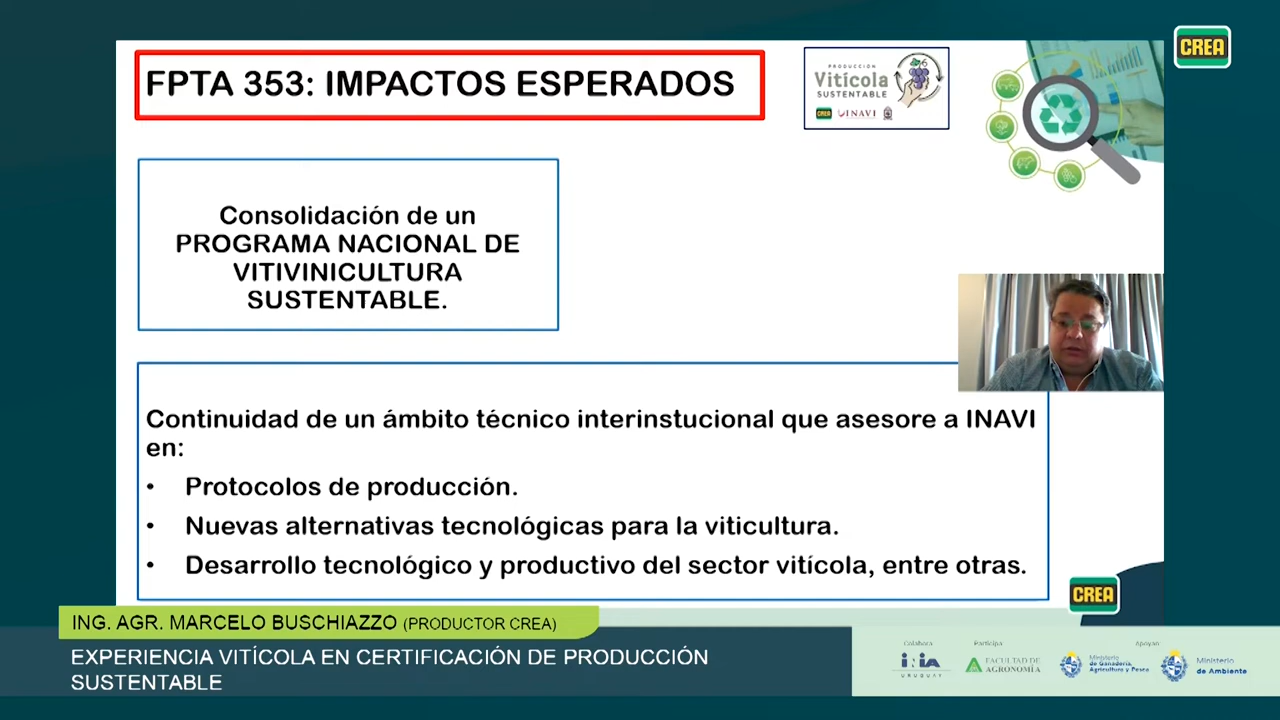 CREA
FPTA 353: IMPACTOS ESPERADOS
PRODUCCIÓN
Vitícola
SUSTENTABLE
CREA INAVI
Consolidación de un
PROGRAMA NACIONAL DE
VITIVINICULTURA
SUSTENTABLE.
Continuidad de un ámbito técnico interinstucional que asesore a INAVI
en:
• Protocolos de producción.
• Nuevas alternativas tecnológicas para la viticultura.
• Desarrollo tecnológico y productivo del sector vitícola, entre otras.
CREA
ING. AGR. MARCELO BUSCHIAZZO (PRODUCTOR CREA)
EXPERIENCIA VITÍCOLA EN CERTIFICACIÓN DE PRODUCCIÓN
SUSTENTABLE
Colabora Participa Apoyan
inia
URUGUAY
FACULTAD DE
AGRONOMÍA
Ministerio
de Ganadería,
Agricultura y Pesca
Ministerio
de Ambiente